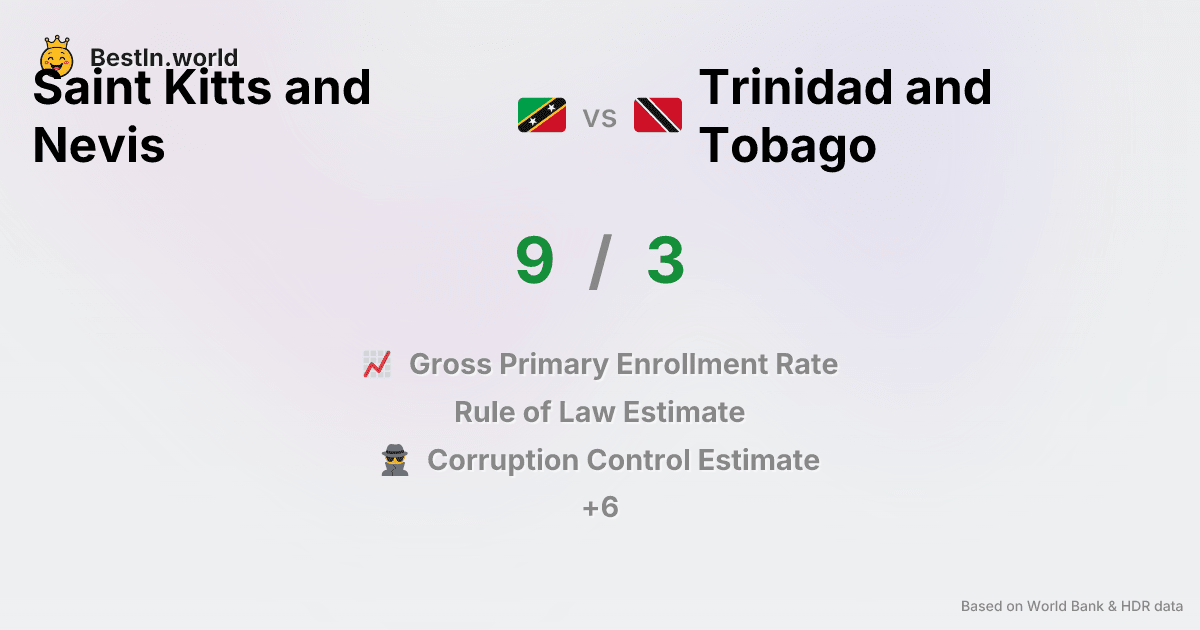 BestIn.world
Saint Kitts and
Nevis
vs
Trinidad and
Tobago
9 / 3
Gross Primary Enrollment Rate
Rule of Law Estimate
Corruption Control Estimate
+6
Based on World Bank & HDR data